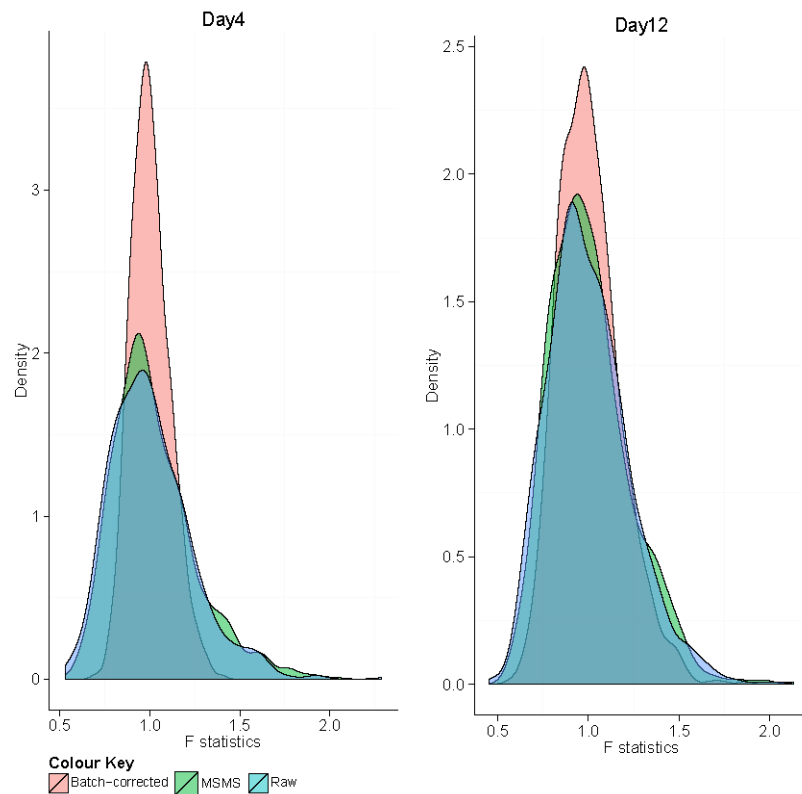 Day4
Density
3
2
1
0
0.5 1.0 1.5 2.0
F statistics
Day12
Density
2.5
2.0
1.5
1.0
0.5
0.0
0.5 1.0 1.5 2.0
F statistics
Colour Key
Batch-corrected MSMS Raw